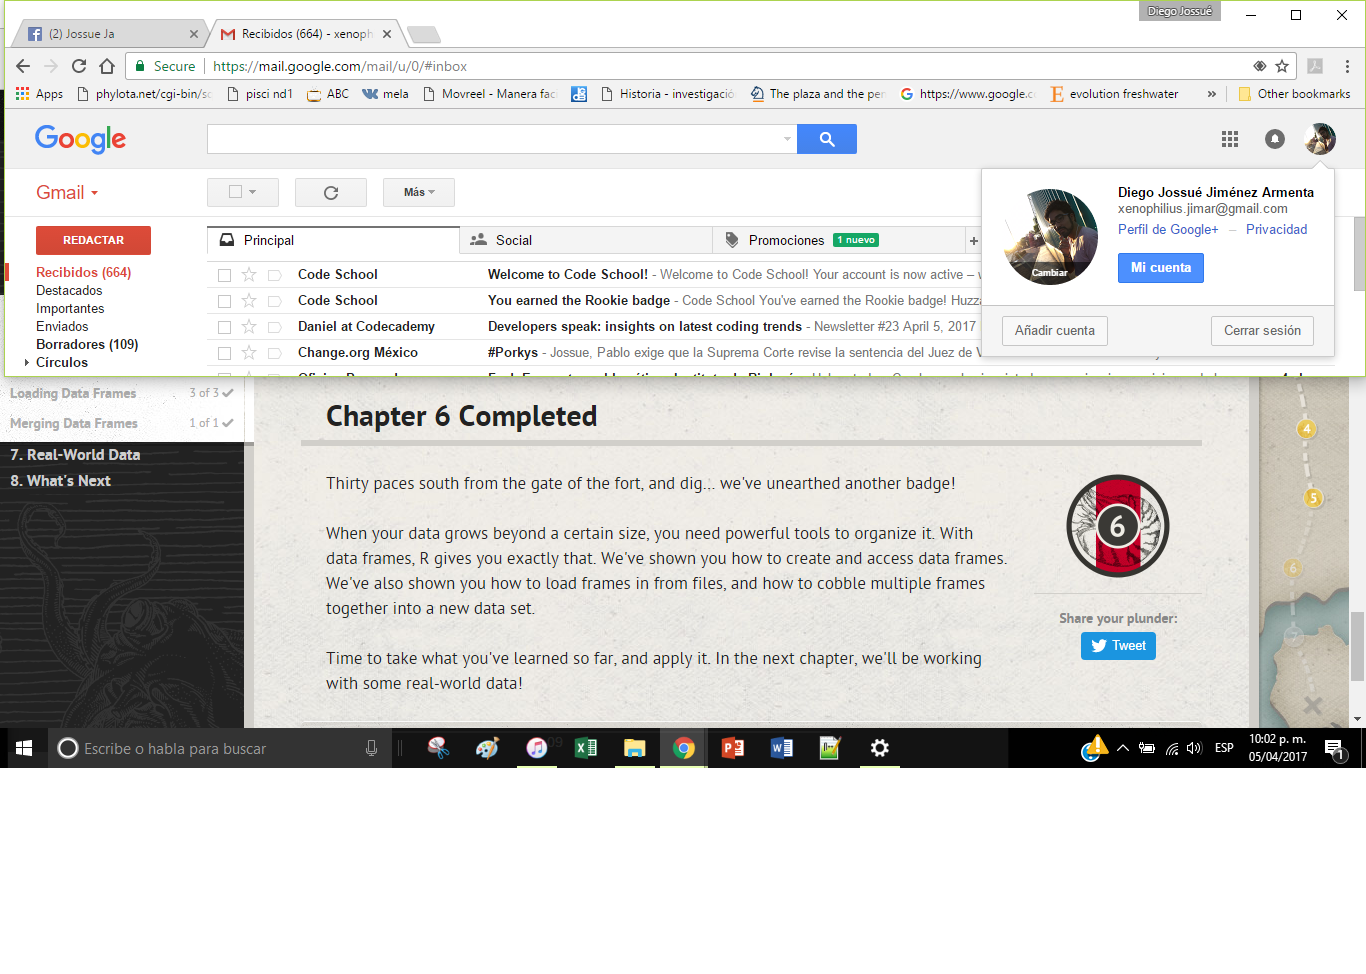 Diego Jossué
(2) Jossue Ja
Recibidos (664) - xenoph
Secure
https://mail.google.com/mail/u/0/#inbox
Apps
phylota.net/cgi-bin/s
pisci nd1
ABC
mela
Movreel - Manera fac
Historia - investigació
The plaza and the per
https://www.google.c
evolution freshwater
»
Other bookmarks
Google
Gmail
Más
Diego Jossué Jiménez Armenta
xenophilius.jimar@gmail.com
Perfil de Google+ – Privacidad
Cambiar
Mi cuenta
Añadir cuenta
Cerrar sesión
REDACTAR
Recibidos (664)
Destacados
Importantes
Enviados
Borradores (109)
Círculos
Principal
Social
Promociones
1 nuevo
+
Code School Welcome to Code School! - Welcome to Code School! Your account is now active –
Code School You earned the Rookie badge - Code School You've earned the Rookie badge! Huzz
Daniel at Codecademy Developers speak: insights on latest coding trends - Newsletter #23 April 5, 2017
Change.org México #Porkys - Jossue, Pablo exige que la Suprema Corte revise la sentencia del Juez de V
Loading Data Frames 3 of 3
Merging Data Frames 1 of 1
7. Real-World Data
8. What's Next
Chapter 6 Completed
Thirty paces south from the gate of the fort, and dig... we've unearthed another badge!
When your data grows beyond a certain size, you need powerful tools to organize it. With
data frames, R gives you exactly that. We've shown you how to create and access data frames.
We've also shown you how to load frames in from files, and how to cobble multiple frames
together into a new data set.
Time to take what you've learned so far, and apply it. In the next chapter, we'll be working
with some real-world data!
6
Share your plunder:
Tweet
4
5
6
7
Escribe o habla para buscar
ESP
10:02 p. m.
05/04/2017
1